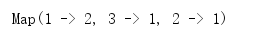 Map(1 -> 2, 3 -> 1, 2 -> 1)